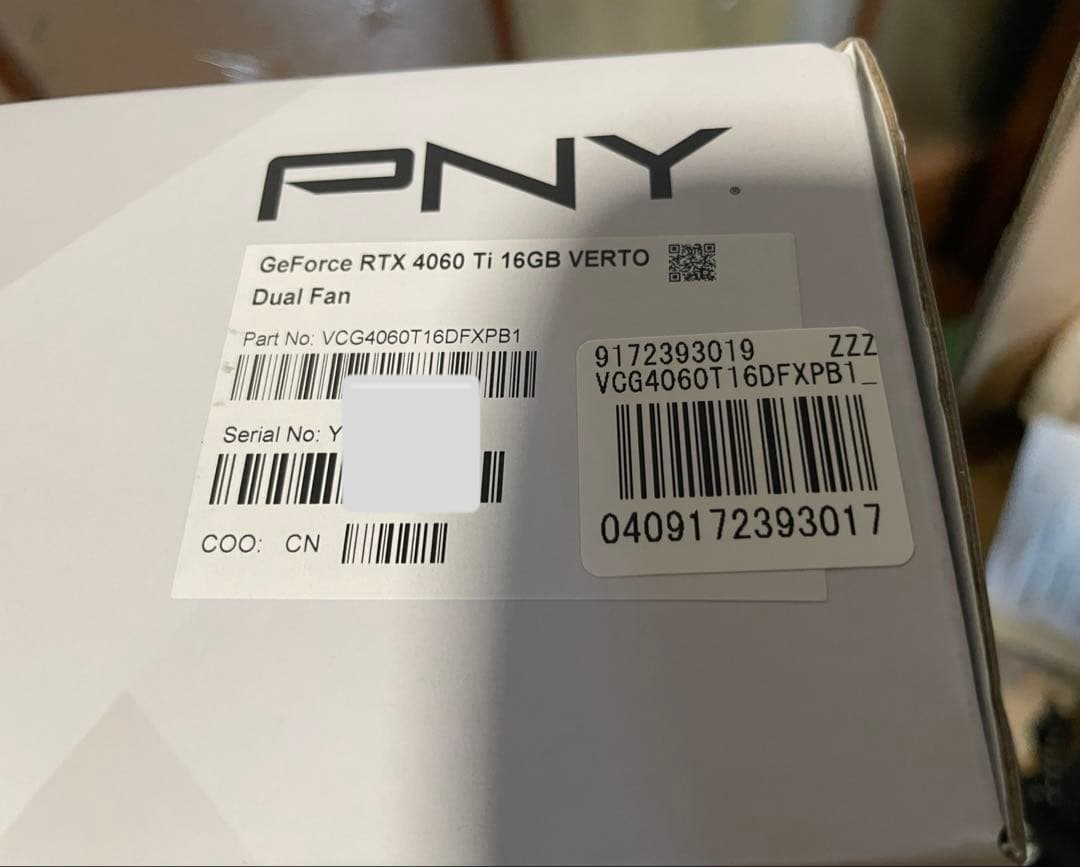 PNY®
GeForce RTX 4060 Ti 16GB VERTO
Dual Fan
Part No: VCG4060T16DFXPB1
Serial No: Y
COO: CN
9172393019 ZZZ
VCG4060T16DFXPB1_
0409172393017